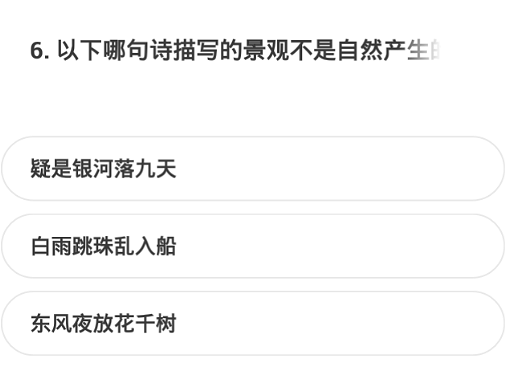 6. 以下哪句诗描写的景观不是自然产生的
疑是银河落九天
白雨跳珠乱入船
东风夜放花千树